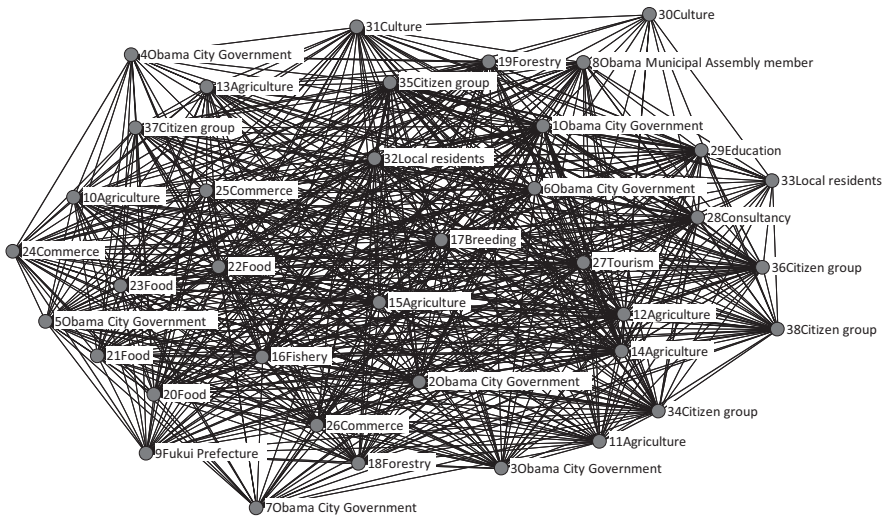 30Culture
31Culture
4Obama City Government
19Forestry
8Obama Municipal Assembly member
13Agriculture
35Citizen group
37Citizen group
1Obama City Government
29Education
32Local residents
33Local residents
25Commerce
6Obama City Government
10Agriculture
28Consultancy
17Breeding
24Commerce
27Tourism
22Food
36Citizen group
23Food
15Agriculture
12Agriculture
5Obama City Government
38Citizen group
14Agriculture
21Food
16Fishery
2Obama City Government
20Food
34Citizen group
26Commerce
11Agriculture
9Fukui Prefecture
18Forestry
3Obama City Government
7Obama City Government